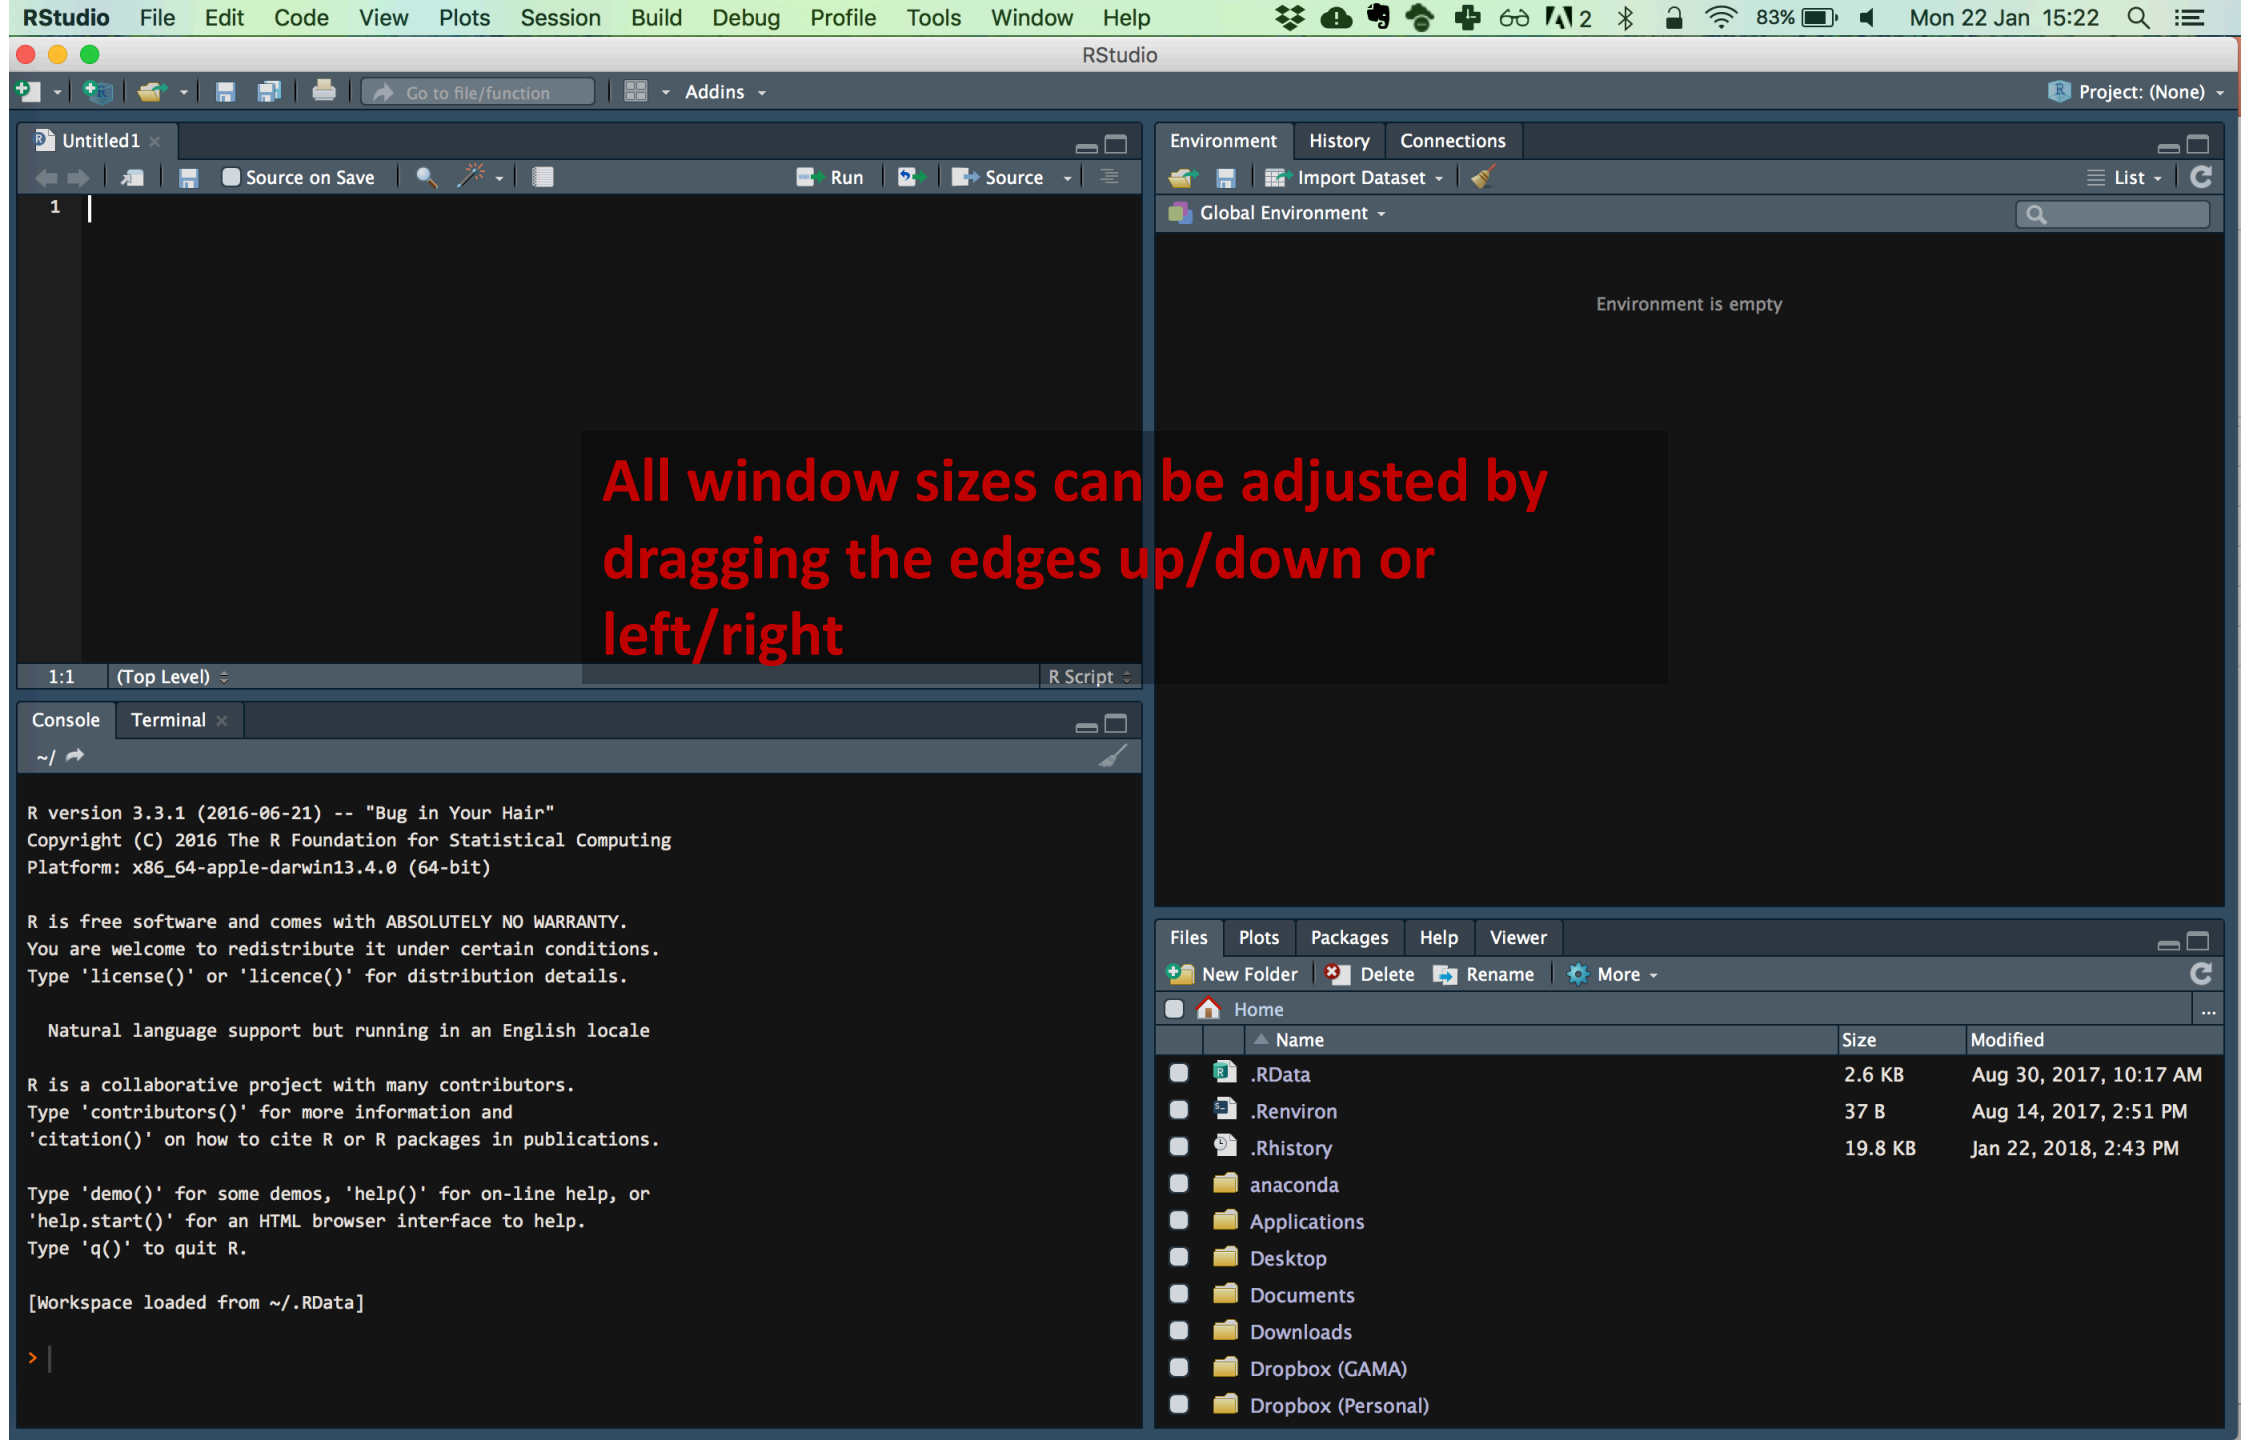 RStudio File Edit Code View Plots Session Build Debug Profile Tools Window Help 2 83% Mon 22 Jan 15:22
RStudio
Go to file/function Addins Project: (None)
Untitled1
Source on Save Run Source
1
1:1 (Top Level) R Script
Environment History Connections
Import Dataset List
Global Environment
Environment is empty
All window sizes can be adjusted by
dragging the edges up/down or
left/right
Console Terminal
~/
R version 3.3.1 (2016-06-21) -- "Bug in Your Hair"
Copyright (C) 2016 The R Foundation for Statistical Computing
Platform: x86_64-apple-darwin13.4.0 (64-bit)
R is free software and comes with ABSOLUTELY NO WARRANTY.
You are welcome to redistribute it under certain conditions.
Type 'license()' or 'licence()' for distribution details.
Natural language support but running in an English locale
R is a collaborative project with many contributors.
Type 'contributors()' for more information and
'citation()' on how to cite R or R packages in publications.
Type 'demo()' for some demos, 'help()' for on-line help, or
'help.start()' for an HTML browser interface to help.
Type 'q()' to quit R.
[Workspace loaded from ~/.RData]
>
Files Plots Packages Help Viewer
New Folder Delete Rename More
Home ...
Name Size Modified
.RData 2.6 KB Aug 30, 2017, 10:17 AM
.Renviron 37 B Aug 14, 2017, 2:51 PM
.Rhistory 19.8 KB Jan 22, 2018, 2:43 PM
anaconda
Applications
Desktop
Documents
Downloads
Dropbox (GAMA)
Dropbox (Personal)